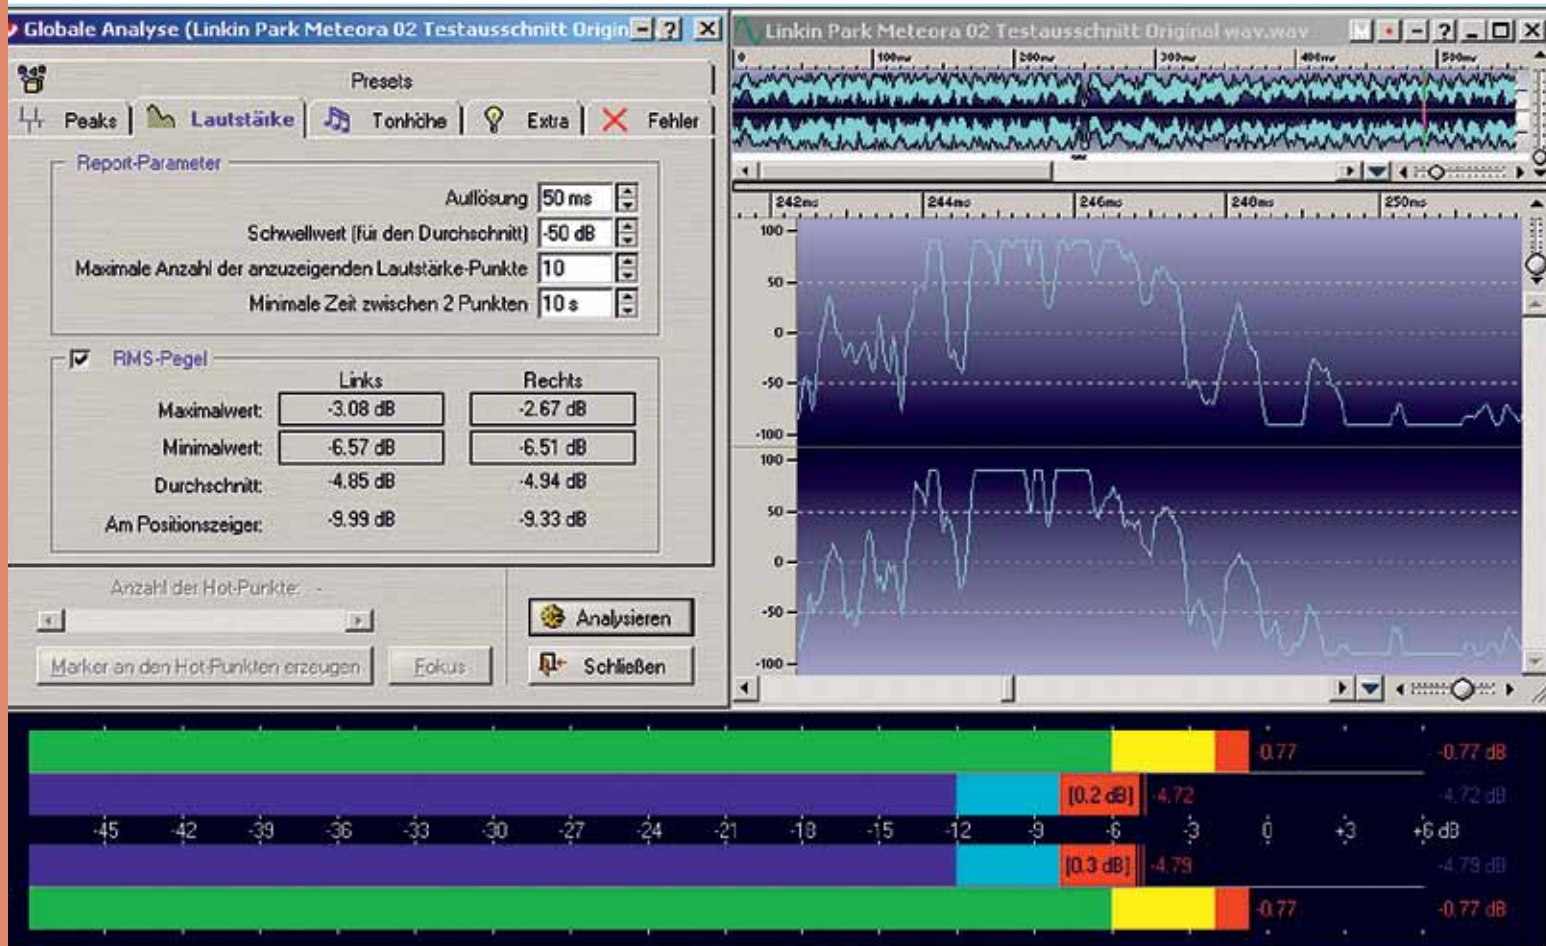 Globale Analyse (Linkin Park Meteora 02 Testausschnitt Origin
Presets
Peaks
Lautstärke
Tonhöhe
Extra
Fehler
Report-Parameter
Auflösung 50 ms
Schwellwert (für den Durchschnitt) -50 dB
Maximale Anzahl der anzuzeigenden Lautstärke-Punkte 10
Minimale Zeit zwischen 2 Punkten 10 s
RMS-Pegel
Links Rechts
Maximalwert: -3.08 dB -2.67 dB
Minimalwert: -6.57 dB -6.51 dB
Durchschnitt: -4.85 dB -4.94 dB
Am Positionszeiger: -9.99 dB -9.33 dB
Anzahl der Hot-Punkte: -
Analysieren
Marker an den Hot-Punkten erzeugen
Fokus
Schließen
Linkin Park Meteora 02 Testausschnitt Original wav.wav
0 100ms 200ms 300ms 400ms 500ms
242ms 244ms 246ms 248ms 250ms
100
50
0
-50
-100
100
50
0
-50
-100
-0.77 -0.77 dB
[0.2 dB] -4.72 -4.72 dB
-45 -42 -39 -36 -33 -30 -27 -24 -21 -18 -15 -12 -9 -6 -3 0 +3 +6 dB
[0.3 dB] -4.79 -4.79 dB
-0.77 -0.77 dB